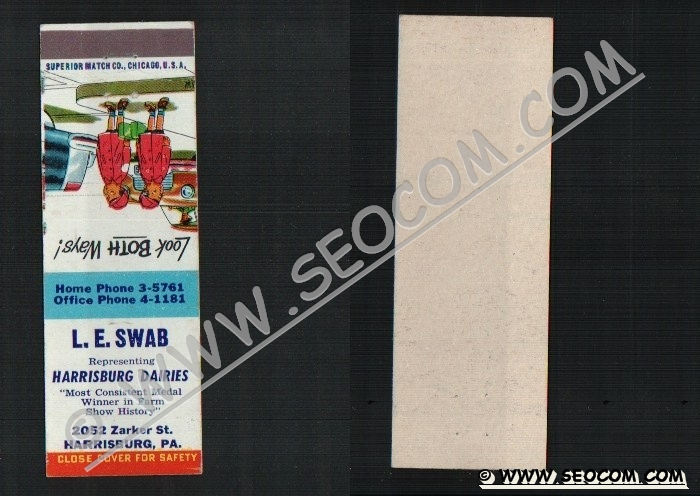 SUPERIOR MATCH CO., CHICAGO, U.S.A.
Look BOTH Ways!
Home Phone 3-5761
Office Phone 4-1181
L. E. SWAB
Representing
HARRISBURG DAIRIES
"Most Consistent Medal
Winner in Farm
Show History"
2052 Zarker St.
HARRISBURG, PA.
CLOSE COVER FOR SAFETY
© WWW.SEOCOM.COM
© WWW.SEOCOM.COM